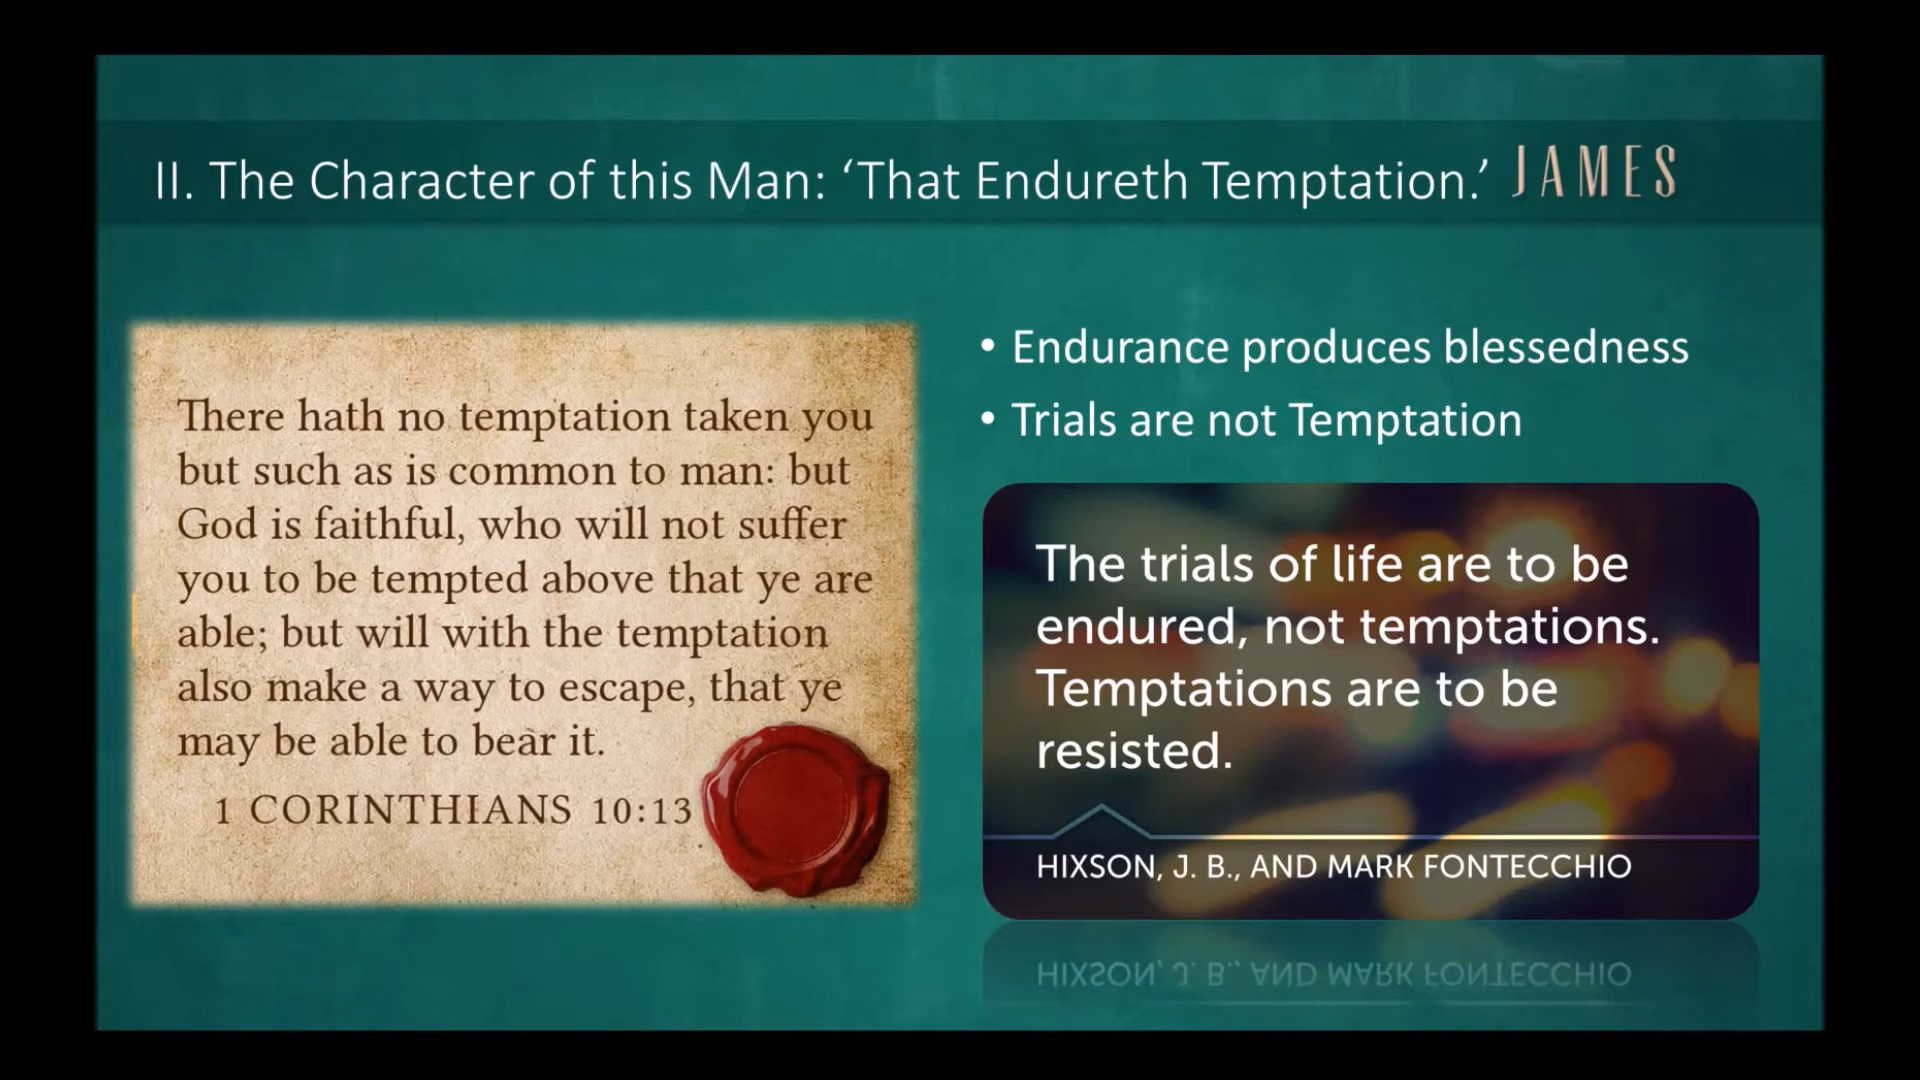 II. The Character of this Man: ‘That Endureth Temptation.’ JAMES
There hath no temptation taken you
but such as is common to man: but
God is faithful, who will not suffer
you to be tempted above that ye are
able; but will with the temptation
also make a way to escape, that ye
may be able to bear it.
1 CORINTHIANS 10:13
• Endurance produces blessedness
• Trials are not Temptation
The trials of life are to be
endured, not temptations.
Temptations are to be
resisted.
HIXSON, J. B., AND MARK FONTECCHIO